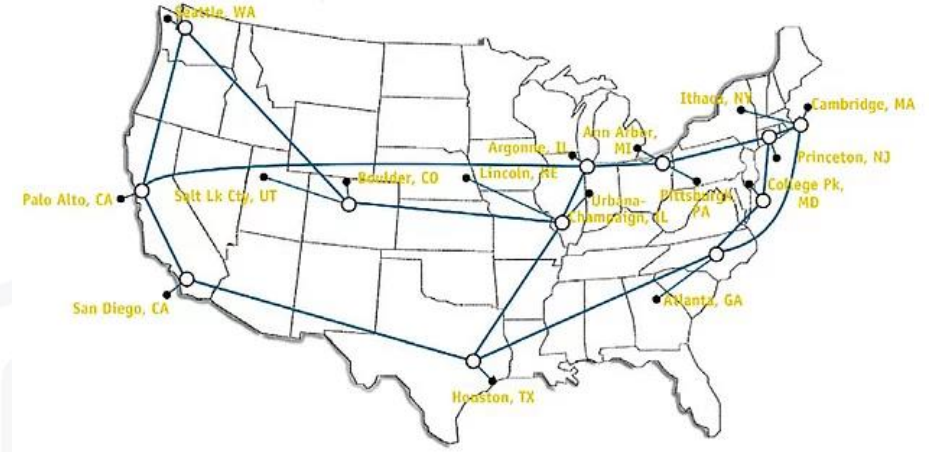 Seattle, WA
Ithaca, NY
Cambridge, MA
Ann Arbor,
MI
Argonne, IL
Princeton, NJ
Lincoln, NE
Boulder, CO
Salt Lk Cty, UT
Palo Alto, CA
College Pk,
MD
Pittsburgh,
PA
Urbana-
Champaign, IL
San Diego, CA
Atlanta, GA
Houston, TX